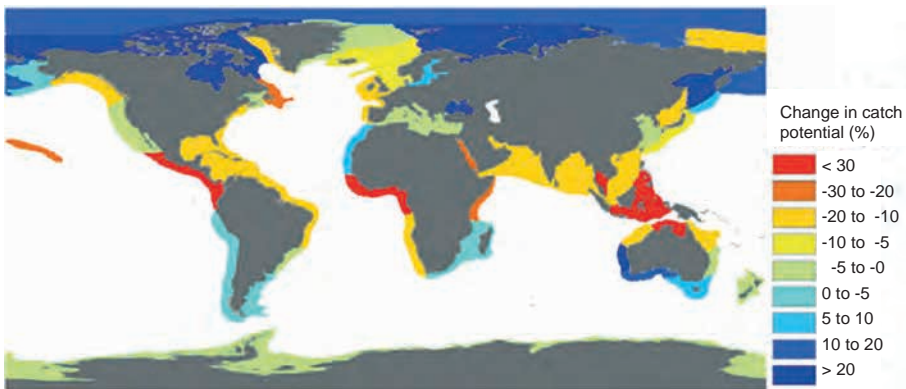 Change in catch
potential (%)
< 30
-30 to -20
-20 to -10
-10 to -5
-5 to -0
0 to -5
5 to 10
10 to 20
> 20